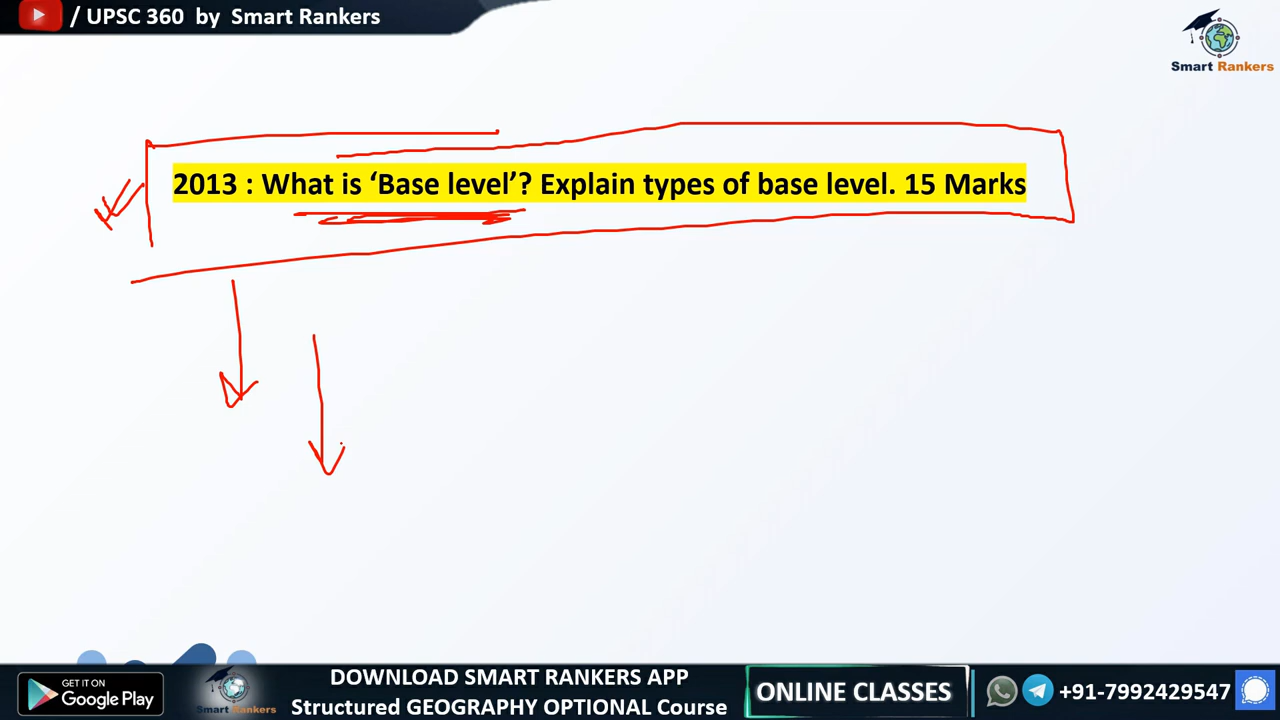 / UPSC 360 by Smart Rankers
Smart Rankers
2013 : What is ‘Base level’? Explain types of base level. 15 Marks
GET IT ON
Google Play
Smart Rankers
DOWNLOAD SMART RANKERS APP
Structured GEOGRAPHY OPTIONAL Course
ONLINE CLASSES
+91-7992429547